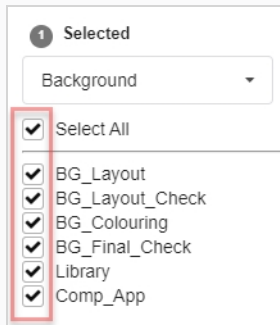 1 Selected
Background
Select All
BG_Layout
BG_Layout_Check
BG_Colouring
BG_Final_Check
Library
Comp_App